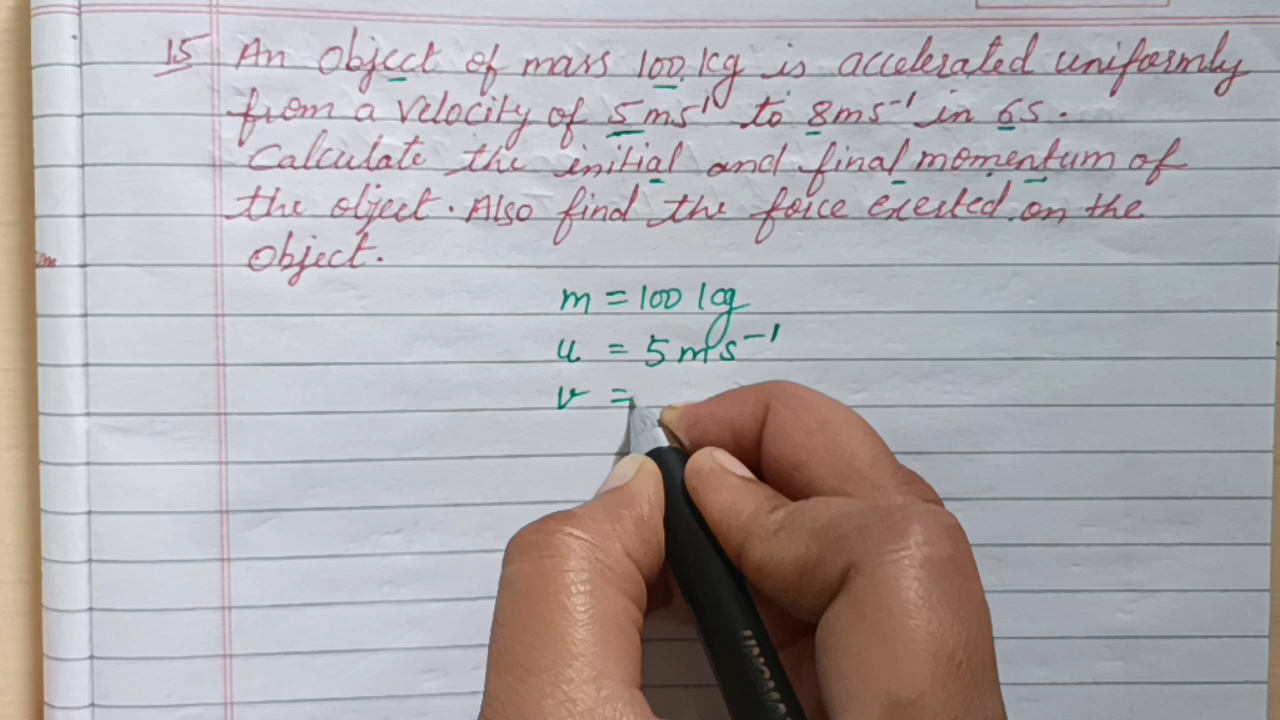 15 An object of mass 100 kg is accelerated uniformly
from a velocity of 5 ms⁻¹ to 8 ms⁻¹ in 6s.
Calculate the initial and final momentum of
the object. Also find the force exerted on the
object.
m = 100 kg
u = 5 ms⁻¹
v =